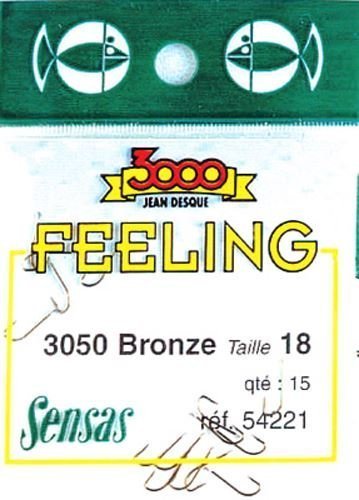 3000
JEAN DESQUE
FEELING
3050 Bronze Taille 18
qté : 15
Sensas
réf. 54221